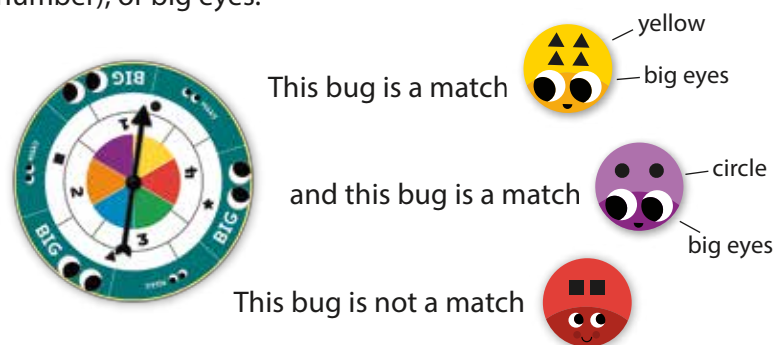 number), or big eyes.
yellow
This bug is a match
big eyes
and this bug is a match
circle
big eyes
This bug is not a match
BIG
BIG
BIG
1
2
3
4